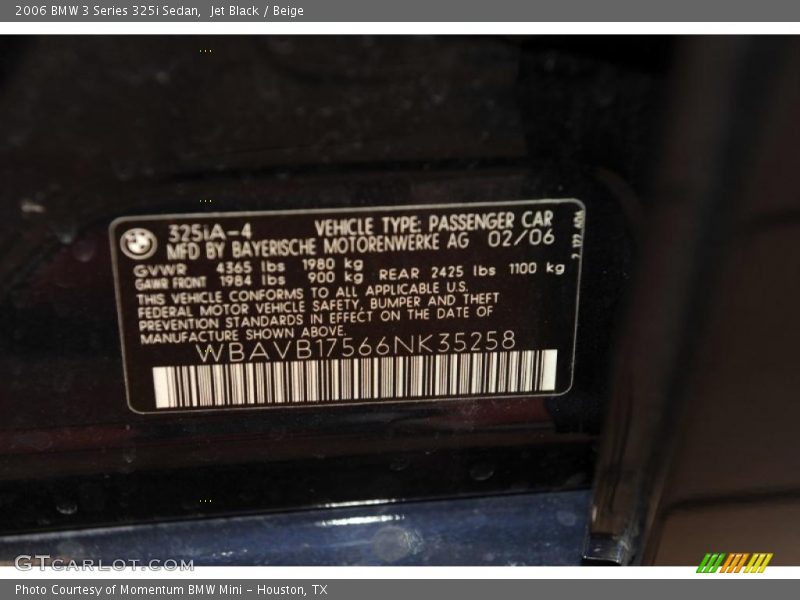 2006 BMW 3 Series 325i Sedan, Jet Black / Beige
325iA-4 VEHICLE TYPE: PASSENGER CAR
MFD BY BAYERISCHE MOTORENWERKE AG 02/06
GVWR 4365 lbs 1980 kg
GAWR FRONT 1984 lbs 900 kg REAR 2425 lbs 1100 kg
THIS VEHICLE CONFORMS TO ALL APPLICABLE U.S.
FEDERAL MOTOR VEHICLE SAFETY, BUMPER AND THEFT
PREVENTION STANDARDS IN EFFECT ON THE DATE OF
MANUFACTURE SHOWN ABOVE.
WBAVB17566NK35258
GTCARLOT.COM
Photo Courtesy of Momentum BMW Mini - Houston, TX